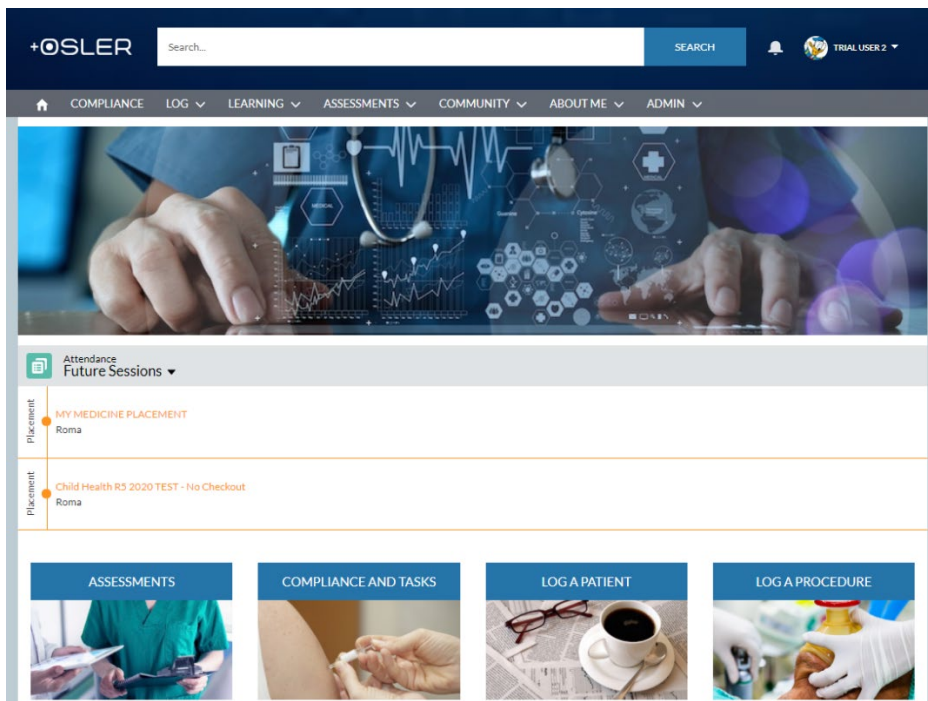 +OSLER
Search...
SEARCH
TRIAL USER 2
COMPLIANCE LOG LEARNING ASSESSMENTS COMMUNITY ABOUT ME ADMIN
MEDICAL
MEDICAL
Attendance
Future Sessions
Placement
MY MEDICINE PLACEMENT
Roma
Placement
Child Health R5 2020 TEST - No Checkout
Roma
ASSESSMENTS
COMPLIANCE AND TASKS
LOG A PATIENT
LOG A PROCEDURE